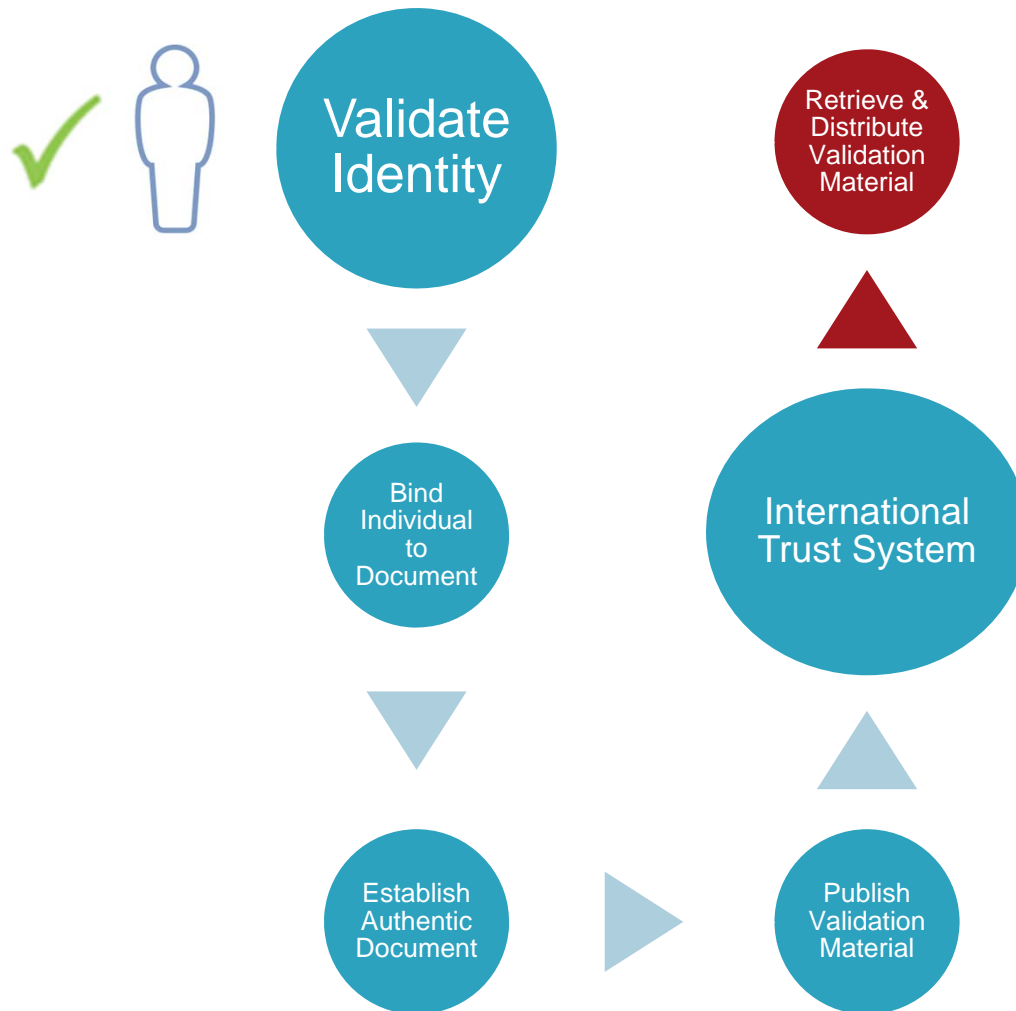 Validate
Identity
Bind
Individual
to
Document
Establish
Authentic
Document
Publish
Validation
Material
International
Trust System
Retrieve &
Distribute
Validation
Material